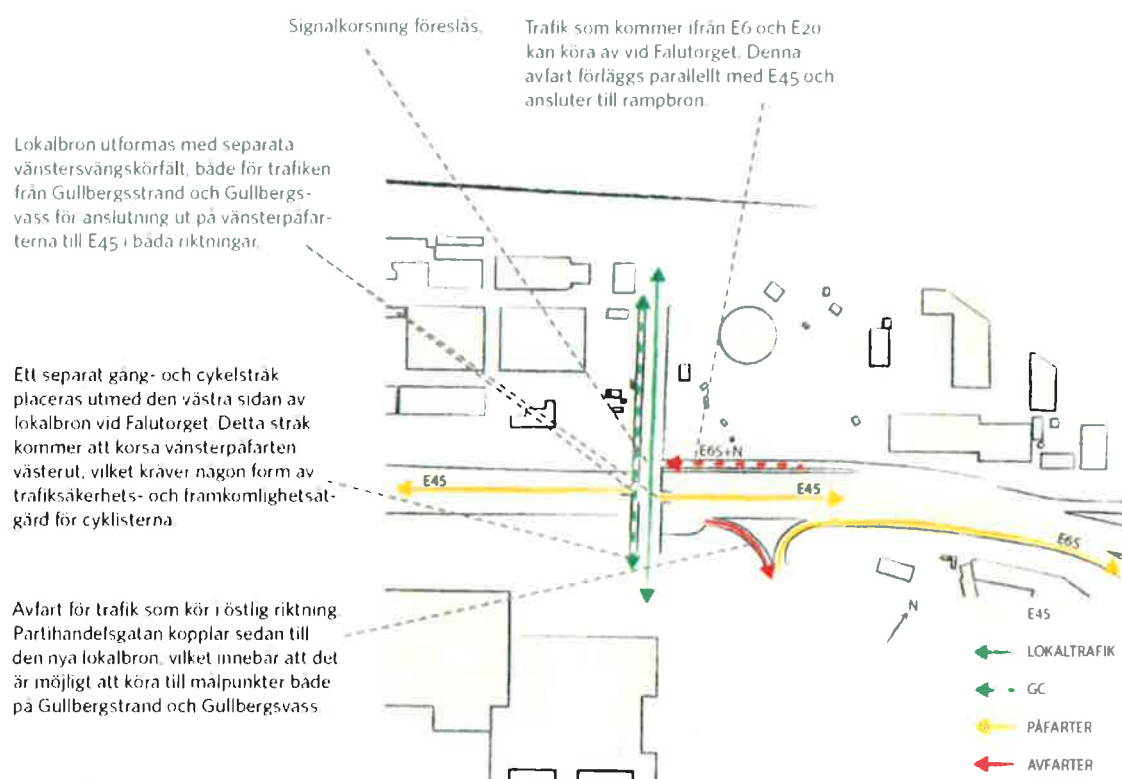 Signalkorsning föreslås.
Trafik som kommer ifrån E6 och E20
kan köra av vid Falutorget. Denna
avfart förläggs parallellt med E45 och
ansluter till rampbron.
Lokalbron utformas med separata
vänstersvängskörfält, både för trafiken
från Gullbergsstrand och Gullbergs-
vass för anslutning ut på vänsterpåfar-
terna till E45 i båda riktningar.
Ett separat gång- och cykelstråk
placeras utmed den västra sidan av
lokalbron vid Falutorget. Detta stråk
kommer att korsa vänsterpåfarten
västerut, vilket kräver någon form av
trafiksäkerhets- och framkomlighetsåt-
gärd för cyklisterna.
Avfart för trafik som kör i östlig riktning.
Partihandelsgatan kopplar sedan till
den nya lokalbron, vilket innebär att det
är möjligt att köra till målpunkter både
på Gullbergstrand och Gullbergsvass.
E6S+N
E45
E45
E6S
N
E45
LOKALTRAFIK
GC
PÅFARTER
AVFARTER